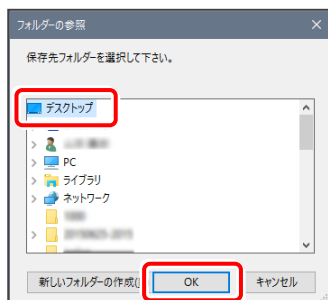 フォルダーの参照
保存先フォルダーを選択して下さい。
デスクトップ
PC
ライブラリ
ネットワーク
新しいフォルダーの作成(
OK
キャンセル